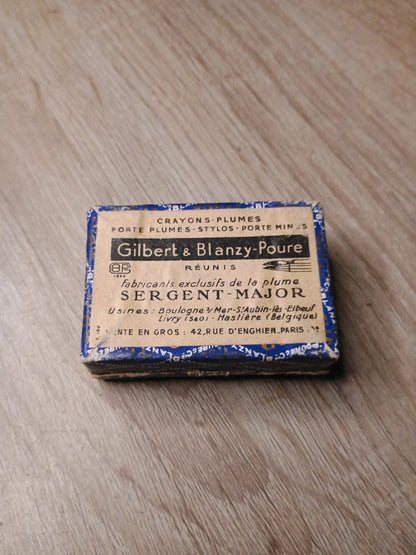 CRAYONS-PLUMES
PORTE PLUMES-STYLOS-PORTE MINES
Gilbert & Blanzy-Poure
RÉUNIS
Fabricants exclusifs de la plume
SERGENT-MAJOR
Usines: Boulogne s/ Mer-St Aubin-lès-Elbeuf
Livry (S&O)-Hastière (Belgique)
VENTE EN GROS: 42, RUE D'ENGHIEN, PARIS